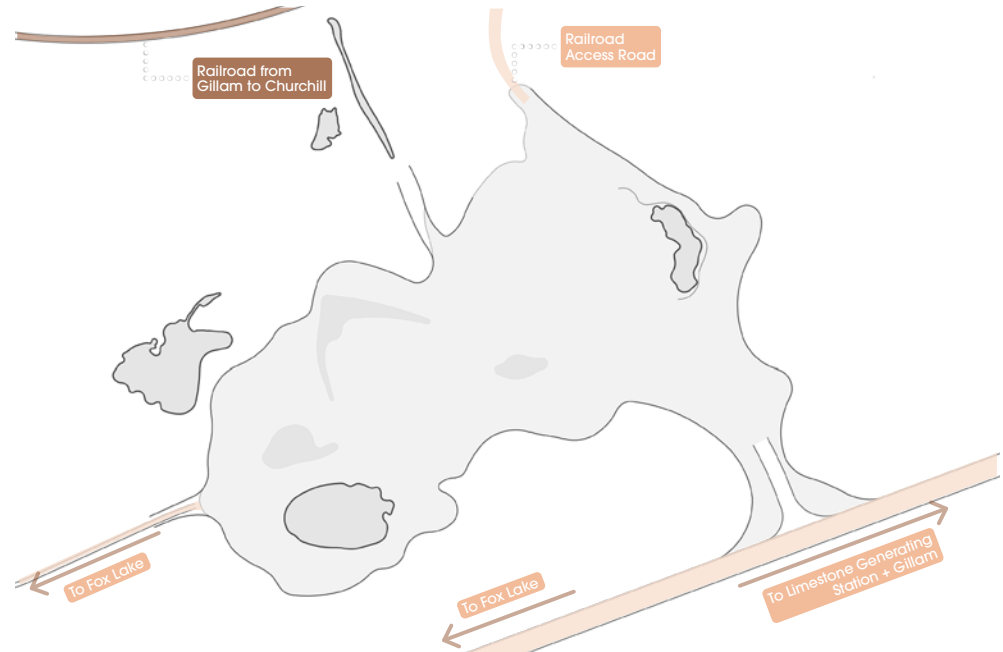 Railroad
Access Road
Railroad from
Gillam to Churchill
To Fox Lake
To Fox Lake
To Limestone Generating
Station + Gillam